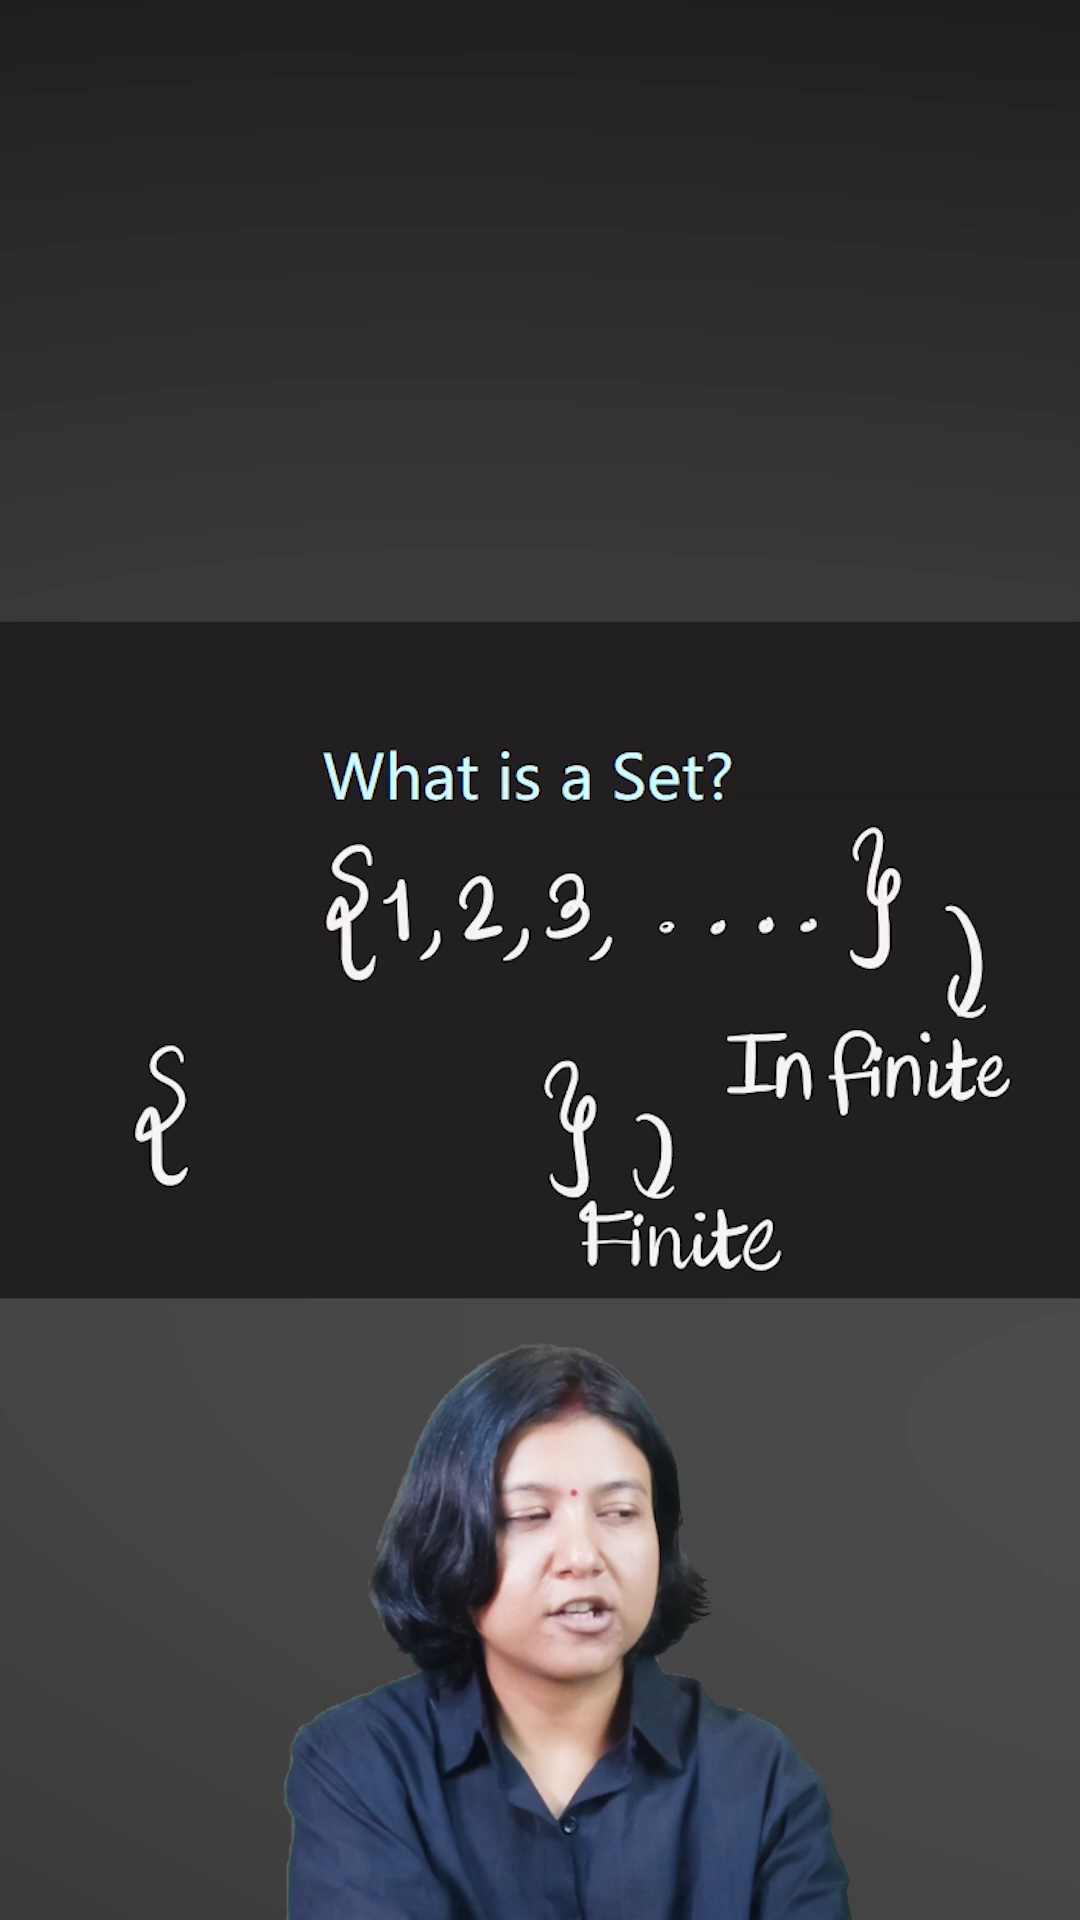 What is a Set?
{1,2,3, ....}
Infinite
{ }
Finite